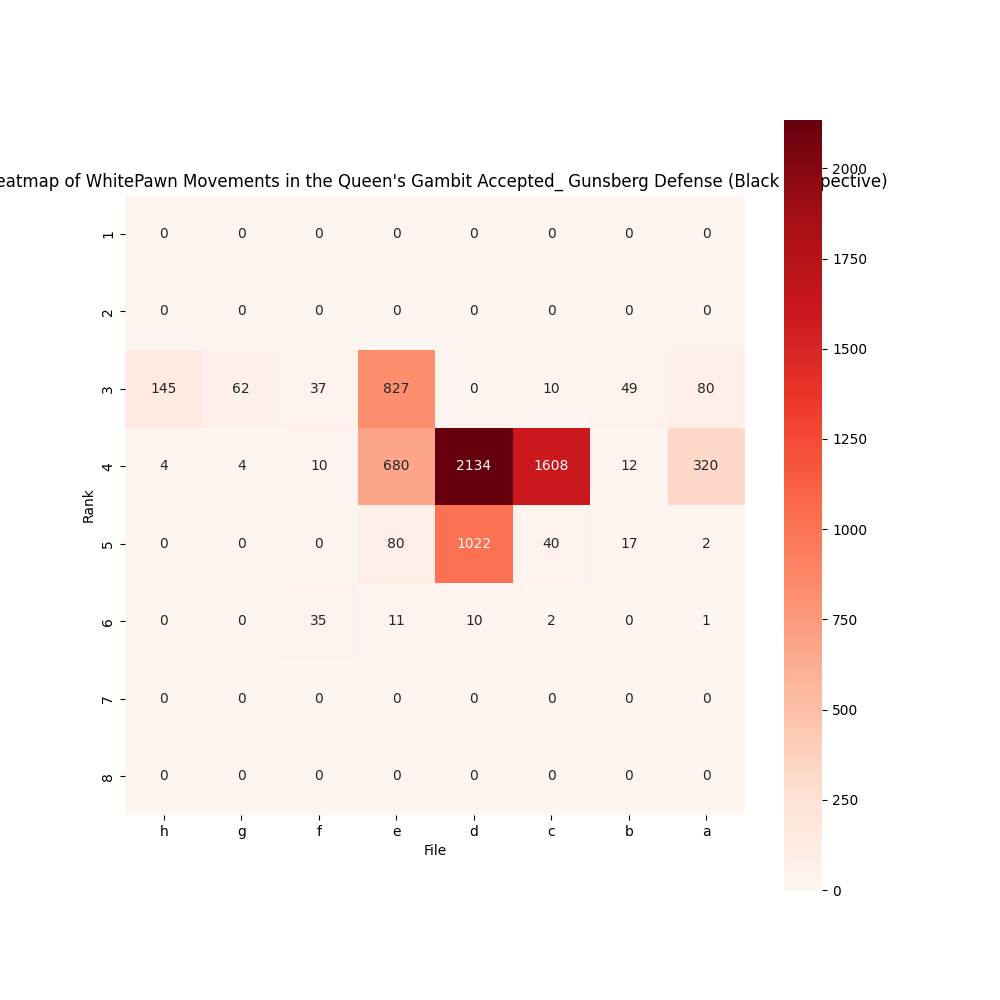 eatmap of WhitePawn Movements in the Queen's Gambit Accepted_ Gunsberg Defense (Black pective)
1 0 0 0 0 0 0 0 0
2 0 0 0 0 0 0 0 0
3 145 62 37 827 0 10 49 80
4 4 4 10 680 2134 1608 12 320
5 0 0 0 80 1022 40 17 2
6 0 0 35 11 10 2 0 1
7 0 0 0 0 0 0 0 0
8 0 0 0 0 0 0 0 0
h g f e d c b a
File
Rank
2000
1750
1500
1250
1000
750
500
250
0